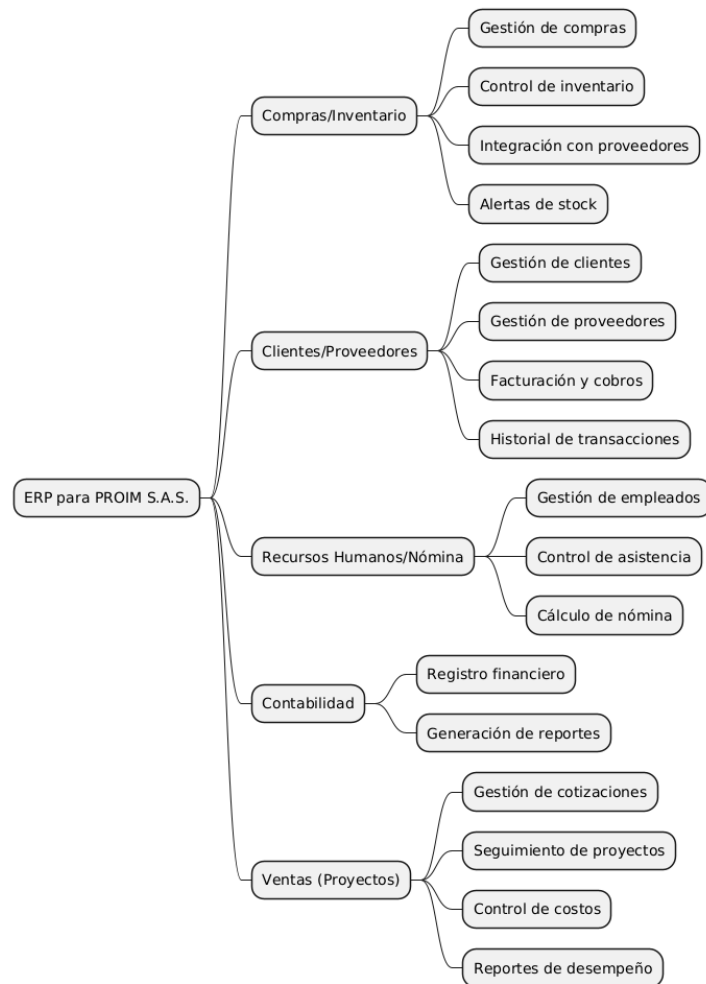 ERP para PROIM S.A.S.
Compras/Inventario
Gestión de compras
Control de inventario
Integración con proveedores
Alertas de stock
Clientes/Proveedores
Gestión de clientes
Gestión de proveedores
Facturación y cobros
Historial de transacciones
Recursos Humanos/Nómina
Gestión de empleados
Control de asistencia
Cálculo de nómina
Contabilidad
Registro financiero
Generación de reportes
Ventas (Proyectos)
Gestión de cotizaciones
Seguimiento de proyectos
Control de costos
Reportes de desempeño